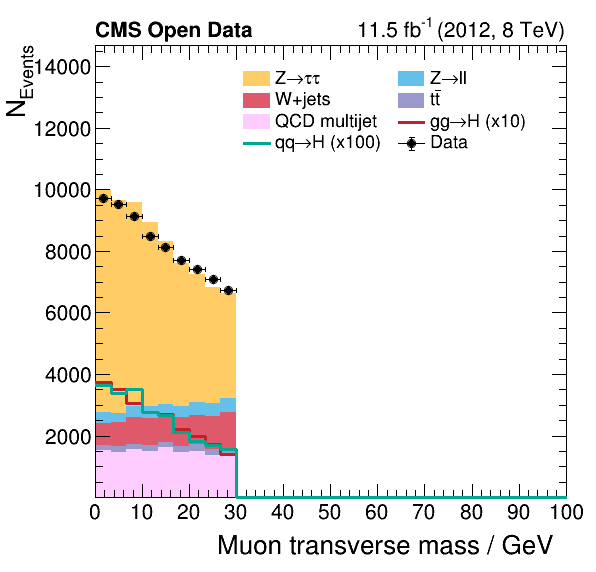 CMS Open Data 11.5 fb⁻¹ (2012, 8 TeV)
N_Events
14000
12000
10000
8000
6000
4000
2000
Z→ττ Z→ll
W+jets tt̄
QCD multijet gg→H (x10)
qq→H (x100) Data
0 10 20 30 40 50 60 70 80 90 100
Muon transverse mass / GeV